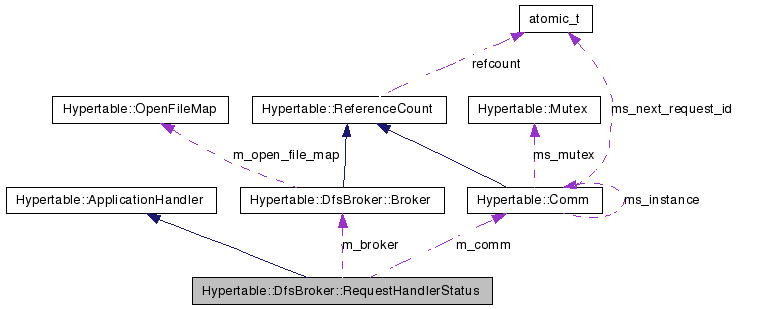 atomic_t
refcount
Hypertable::OpenFileMap
Hypertable::ReferenceCount
Hypertable::Mutex
ms_next_request_id
m_open_file_map
ms_mutex
Hypertable::ApplicationHandler
Hypertable::DfsBroker::Broker
Hypertable::Comm
ms_instance
m_broker
m_comm
Hypertable::DfsBroker::RequestHandlerStatus